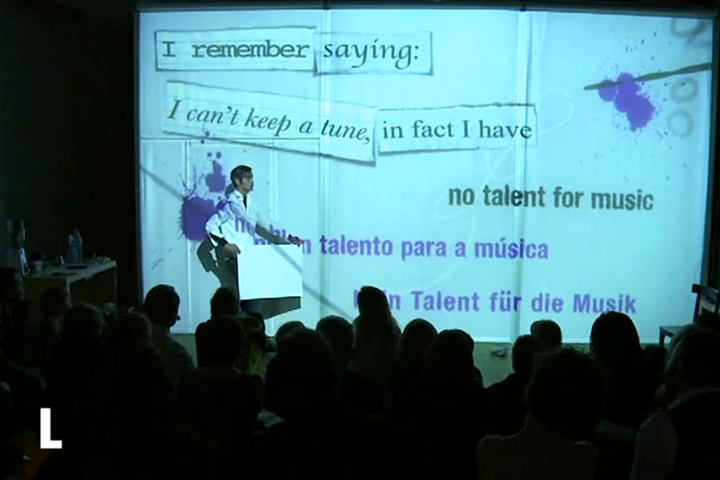 I remember saying:
I can't keep a tune, in fact I have
no talent for music
talento para a música
Talent für die Musik
L